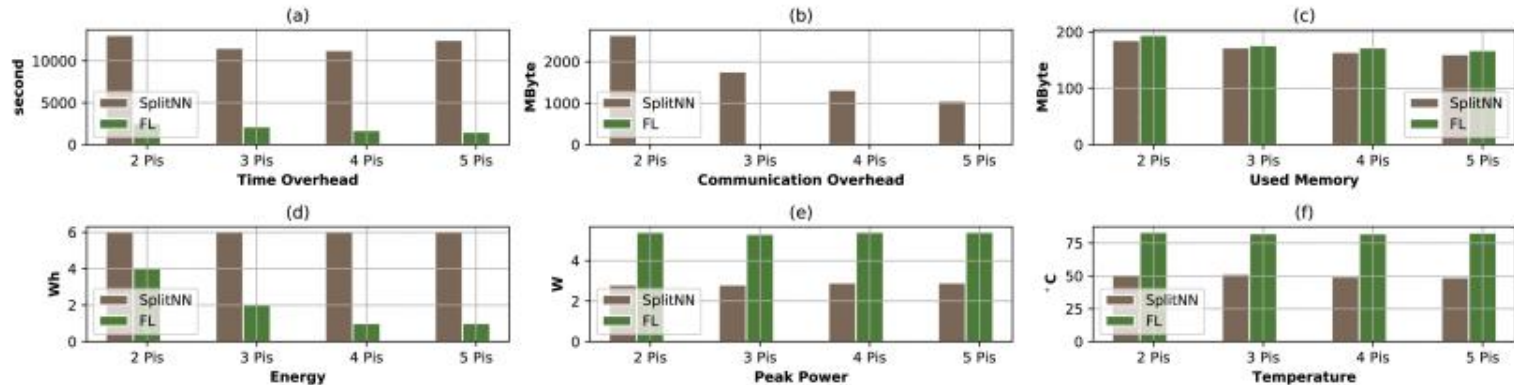 (a)
second
10000
5000
0
SplitNN
FL
2 Pis
3 Pis
4 Pis
5 Pis
Time Overhead
(b)
MByte
2000
1000
0
SplitNN
FL
2 Pis
3 Pis
4 Pis
5 Pis
Communication Overhead
(c)
MByte
200
100
0
SplitNN
FL
2 Pis
3 Pis
4 Pis
5 Pis
Used Memory
(d)
Wh
6
4
2
0
SplitNN
FL
2 Pis
3 Pis
4 Pis
5 Pis
Energy
(e)
W
4
2
0
SplitNN
FL
2 Pis
3 Pis
4 Pis
5 Pis
Peak Power
(f)
°C
75
50
25
0
SplitNN
FL
2 Pis
3 Pis
4 Pis
5 Pis
Temperature